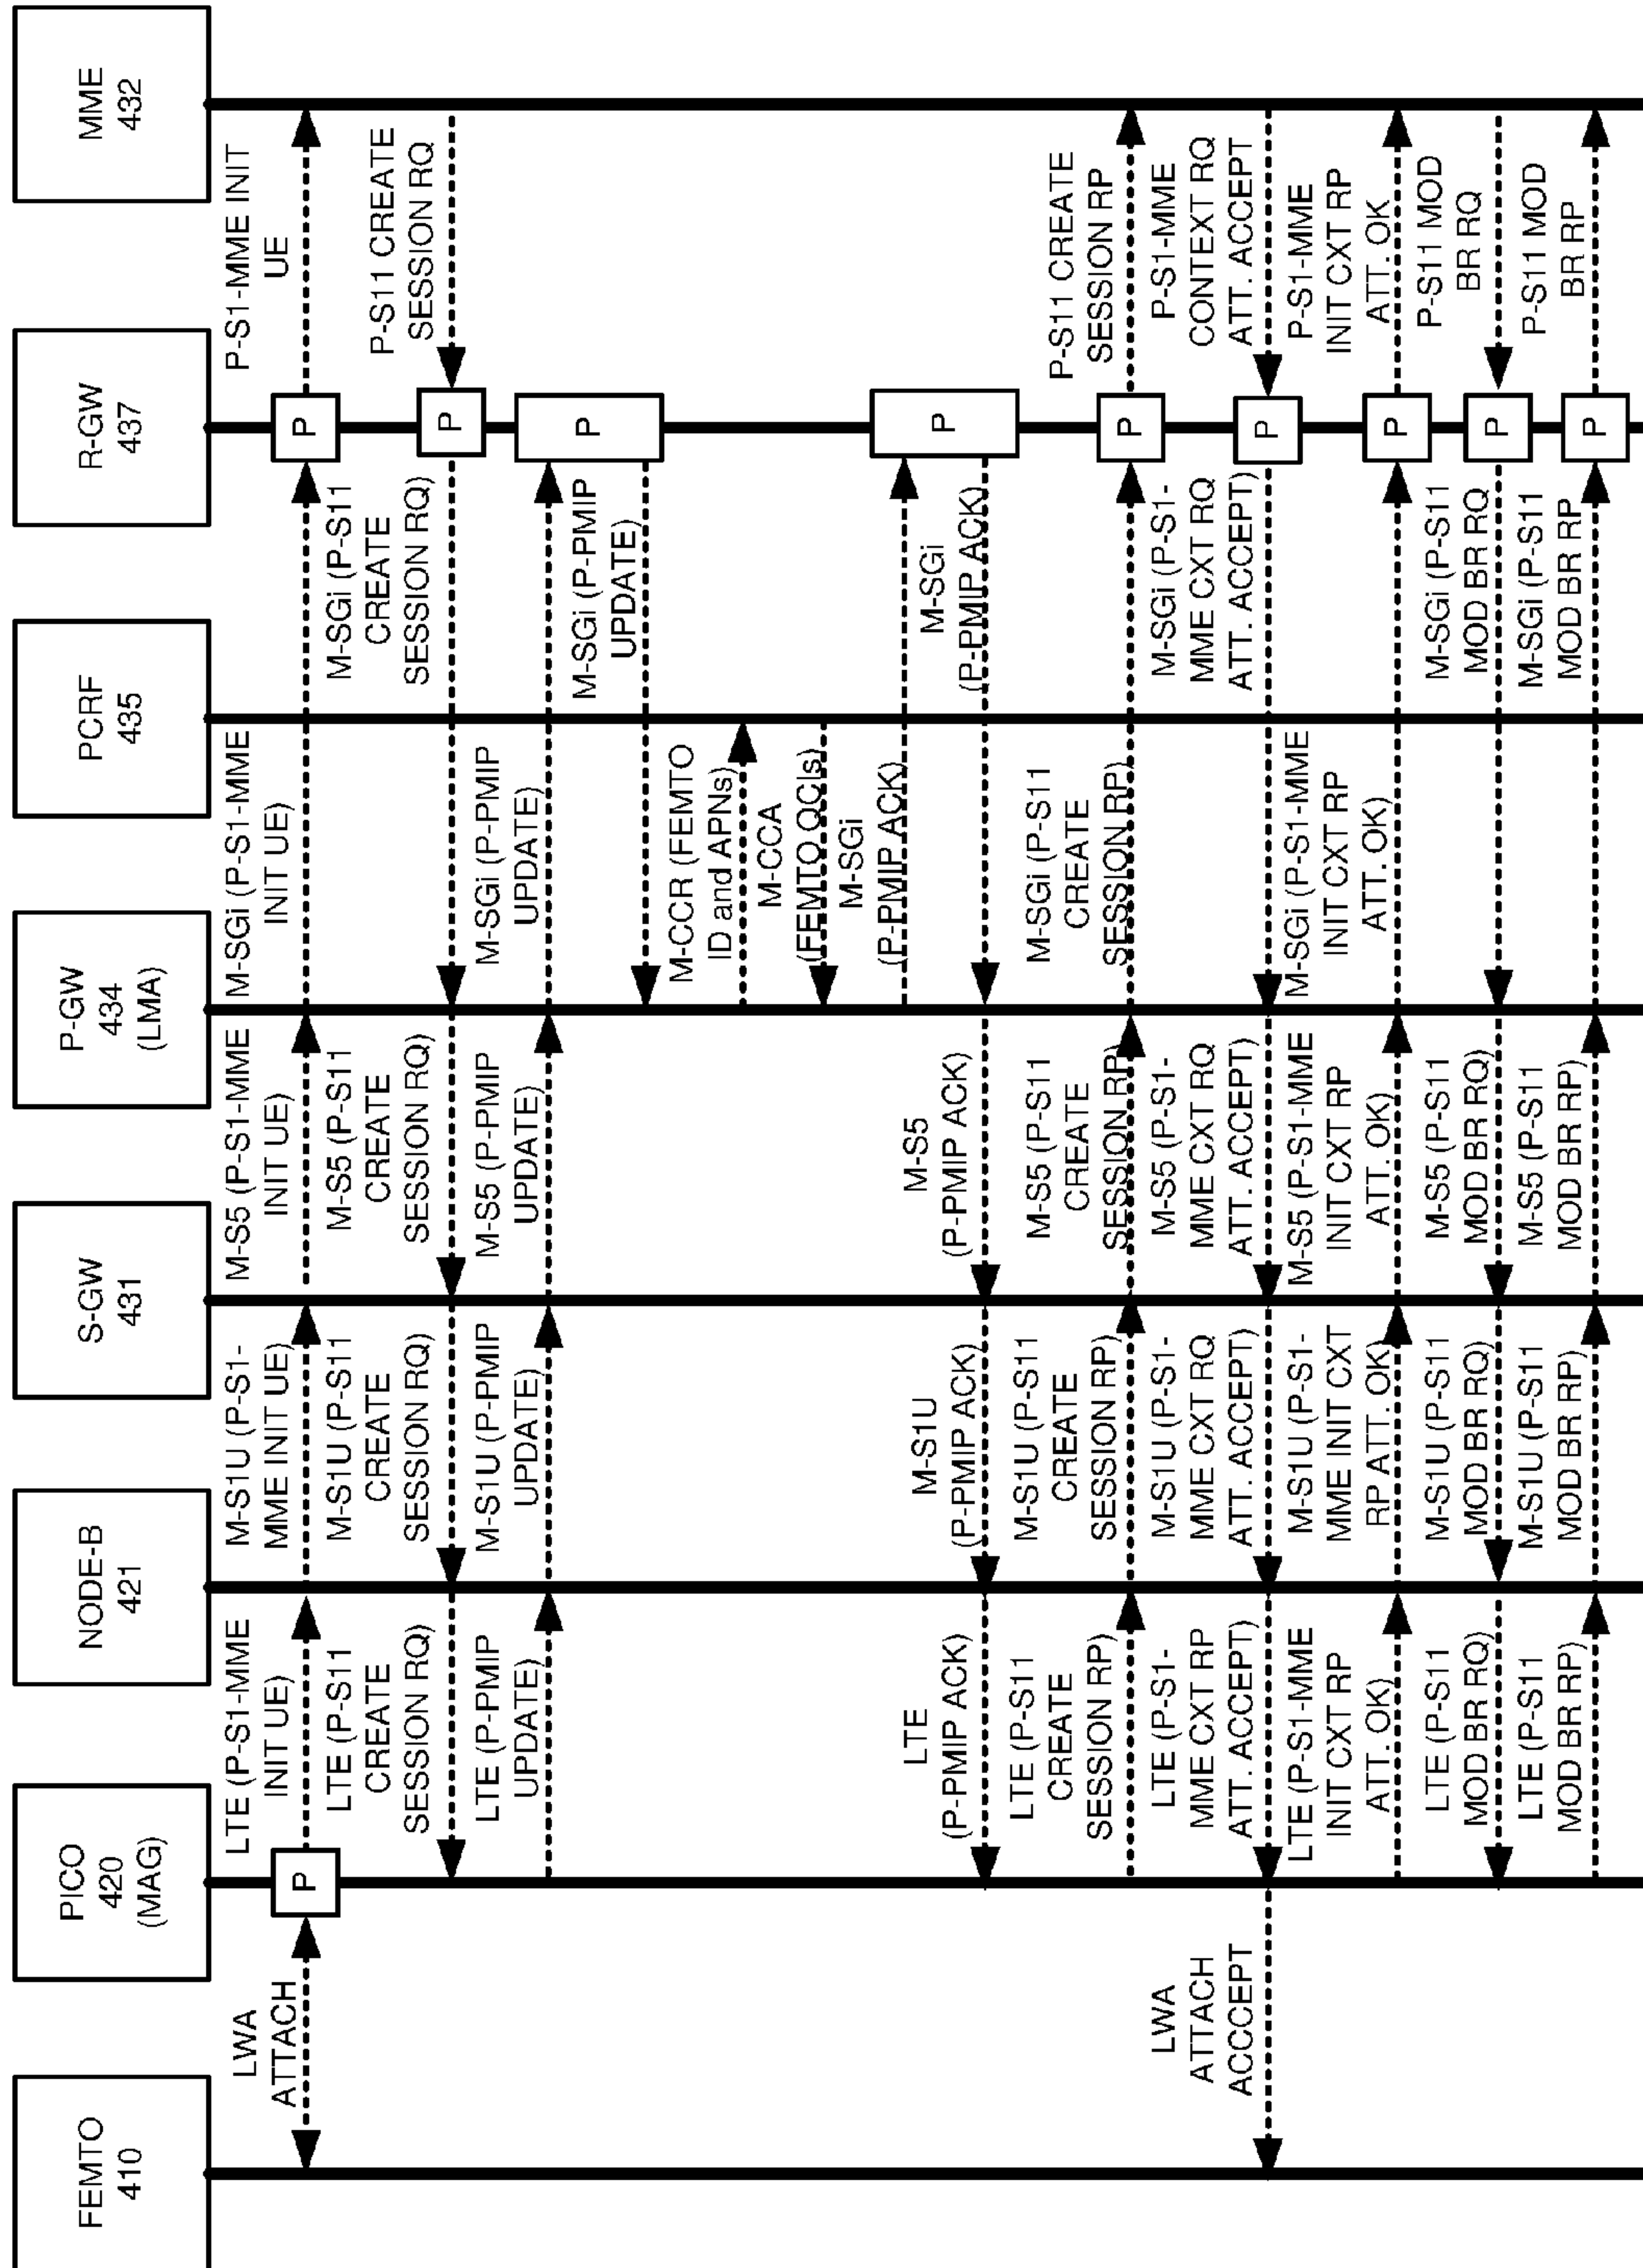 FEMTO
410
PICO
420
(MAG)
NODE-B
421
S-GW
431
P-GW
434
(LMA)
PCRF
435
R-GW
437
MME
432
LWA
ATTACH
P
LTE (P-S1-MME
INIT UE)
M-S1U (P-S1-
MME INIT UE)
M-S5 (P-S1-MME
INIT UE)
M-SGi (P-S1-MME
INIT UE)
P
P-S1-MME INIT
UE
LTE (P-S11
CREATE
SESSION RQ)
M-S1U (P-S11
CREATE
SESSION RQ)
M-S5 (P-S11
CREATE
SESSION RQ)
M-SGi (P-S11
CREATE
SESSION RQ)
P
P-S11 CREATE
SESSION RQ
LTE (P-PMIP
UPDATE)
M-S1U (P-PMIP
UPDATE)
M-S5 (P-PMIP
UPDATE)
M-SGi (P-PMIP
UPDATE)
P
M-SGi (P-PMIP
UPDATE)
M-CCR (FEMTO
ID and APNs)
M-CCA
(FEMTO QCIs)
M-SGi
(P-PMIP ACK)
P
LTE
(P-PMIP ACK)
M-S1U
(P-PMIP ACK)
M-S5
(P-PMIP ACK)
M-SGi
(P-PMIP ACK)
LTE (P-S11
CREATE
SESSION RP)
M-S1U (P-S11
CREATE
SESSION RP)
M-S5 (P-S11
CREATE
SESSION RP)
M-SGi (P-S11
CREATE
SESSION RP)
P
P-S11 CREATE
SESSION RP
LWA
ATTACH
ACCCEPT
LTE (P-S1-
MME CXT RP
ATT. ACCEPT)
M-S1U (P-S1-
MME CXT RQ
ATT. ACCEPT)
M-S5 (P-S1-
MME CXT RQ
ATT. ACCEPT)
M-SGi (P-S1-
MME CXT RQ
ATT. ACCEPT)
P
P-S1-MME
CONTEXT RQ
ATT. ACCEPT
LTE (P-S1-MME
INIT CXT RP
ATT. OK)
M-S1U (P-S1-
MME INIT CXT
RP ATT. OK)
M-S5 (P-S1-MME
INIT CXT RP
ATT. OK)
M-SGi (P-S1-MME
INIT CXT RP
ATT. OK)
P
P-S1-MME
INIT CXT RP
ATT. OK
LTE (P-S11
MOD BR RQ)
M-S1U (P-S11
MOD BR RQ)
M-S5 (P-S11
MOD BR RQ)
M-SGi (P-S11
MOD BR RQ
P
P-S11 MOD
BR RQ
LTE (P-S11
MOD BR RP)
M-S1U (P-S11
MOD BR RP)
M-S5 (P-S11
MOD BR RP)
M-SGi (P-S11
MOD BR RP
P
P-S11 MOD
BR RP